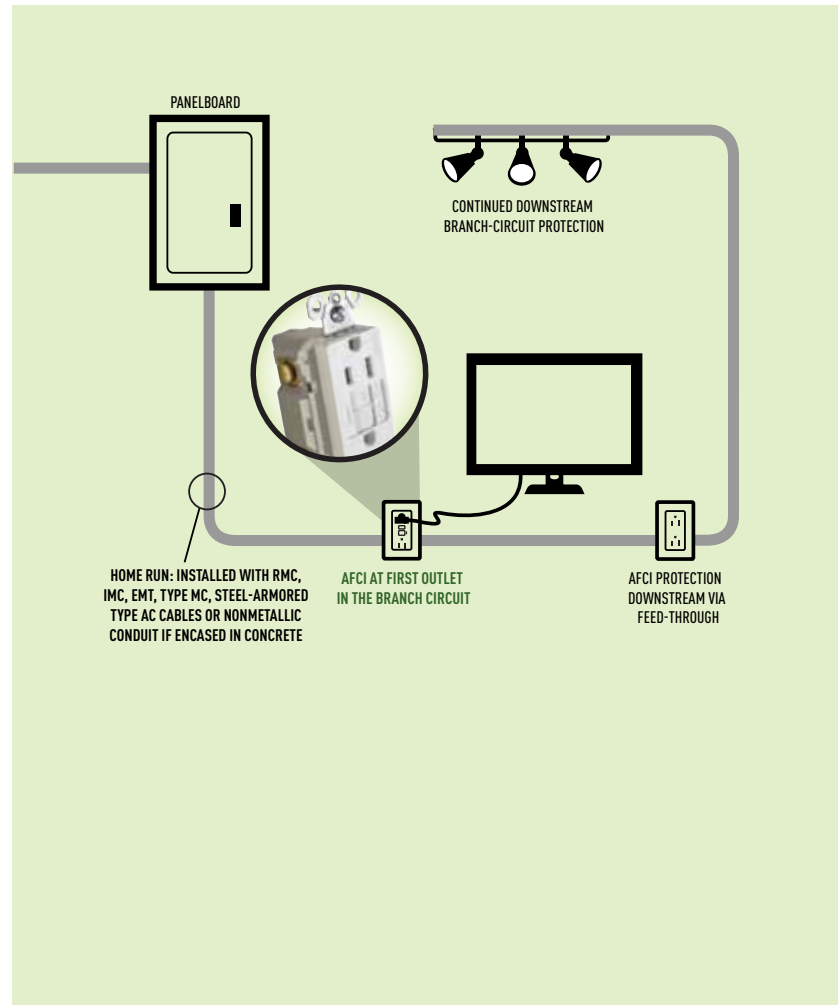 PANELBOARD
CONTINUED DOWNSTREAM
BRANCH-CIRCUIT PROTECTION
HOME RUN: INSTALLED WITH RMC,
IMC, EMT, TYPE MC, STEEL-ARMORED
TYPE AC CABLES OR NONMETALLIC
CONDUIT IF ENCASED IN CONCRETE
AFCI AT FIRST OUTLET
IN THE BRANCH CIRCUIT
AFCI PROTECTION
DOWNSTREAM VIA
FEED-THROUGH